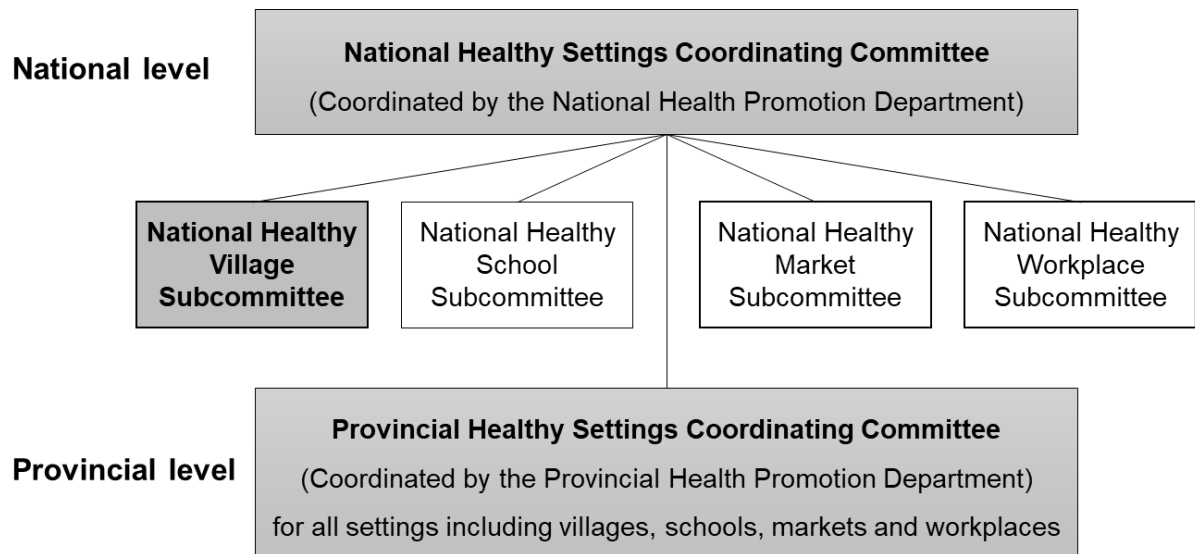 National level
National Healthy Settings Coordinating Committee
(Coordinated by the National Health Promotion Department)
National Healthy
Village
Subcommittee
National Healthy
School
Subcommittee
National Healthy
Market
Subcommittee
National Healthy
Workplace
Subcommittee
Provincial level
Provincial Healthy Settings Coordinating Committee
(Coordinated by the Provincial Health Promotion Department)
for all settings including villages, schools, markets and workplaces